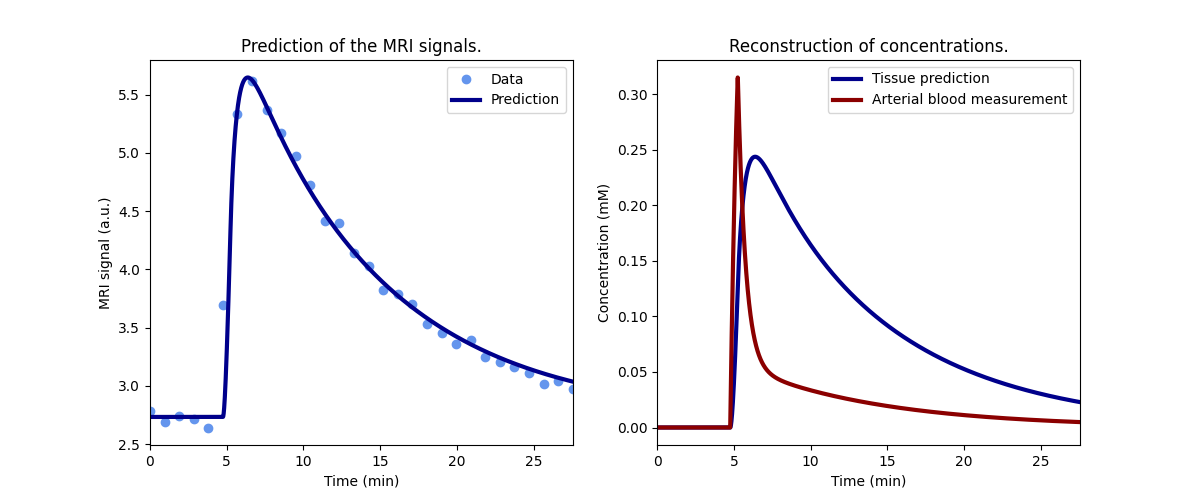 Prediction of the MRI signals.
Data
Prediction
5.5
5.0
4.5
4.0
3.5
3.0
2.5
MRI signal (a.u.)
0
5
10
15
20
25
Time (min)
Reconstruction of concentrations.
Tissue prediction
Arterial blood measurement
0.30
0.25
0.20
0.15
0.10
0.05
0.00
Concentration (mM)
0
5
10
15
20
25
Time (min)